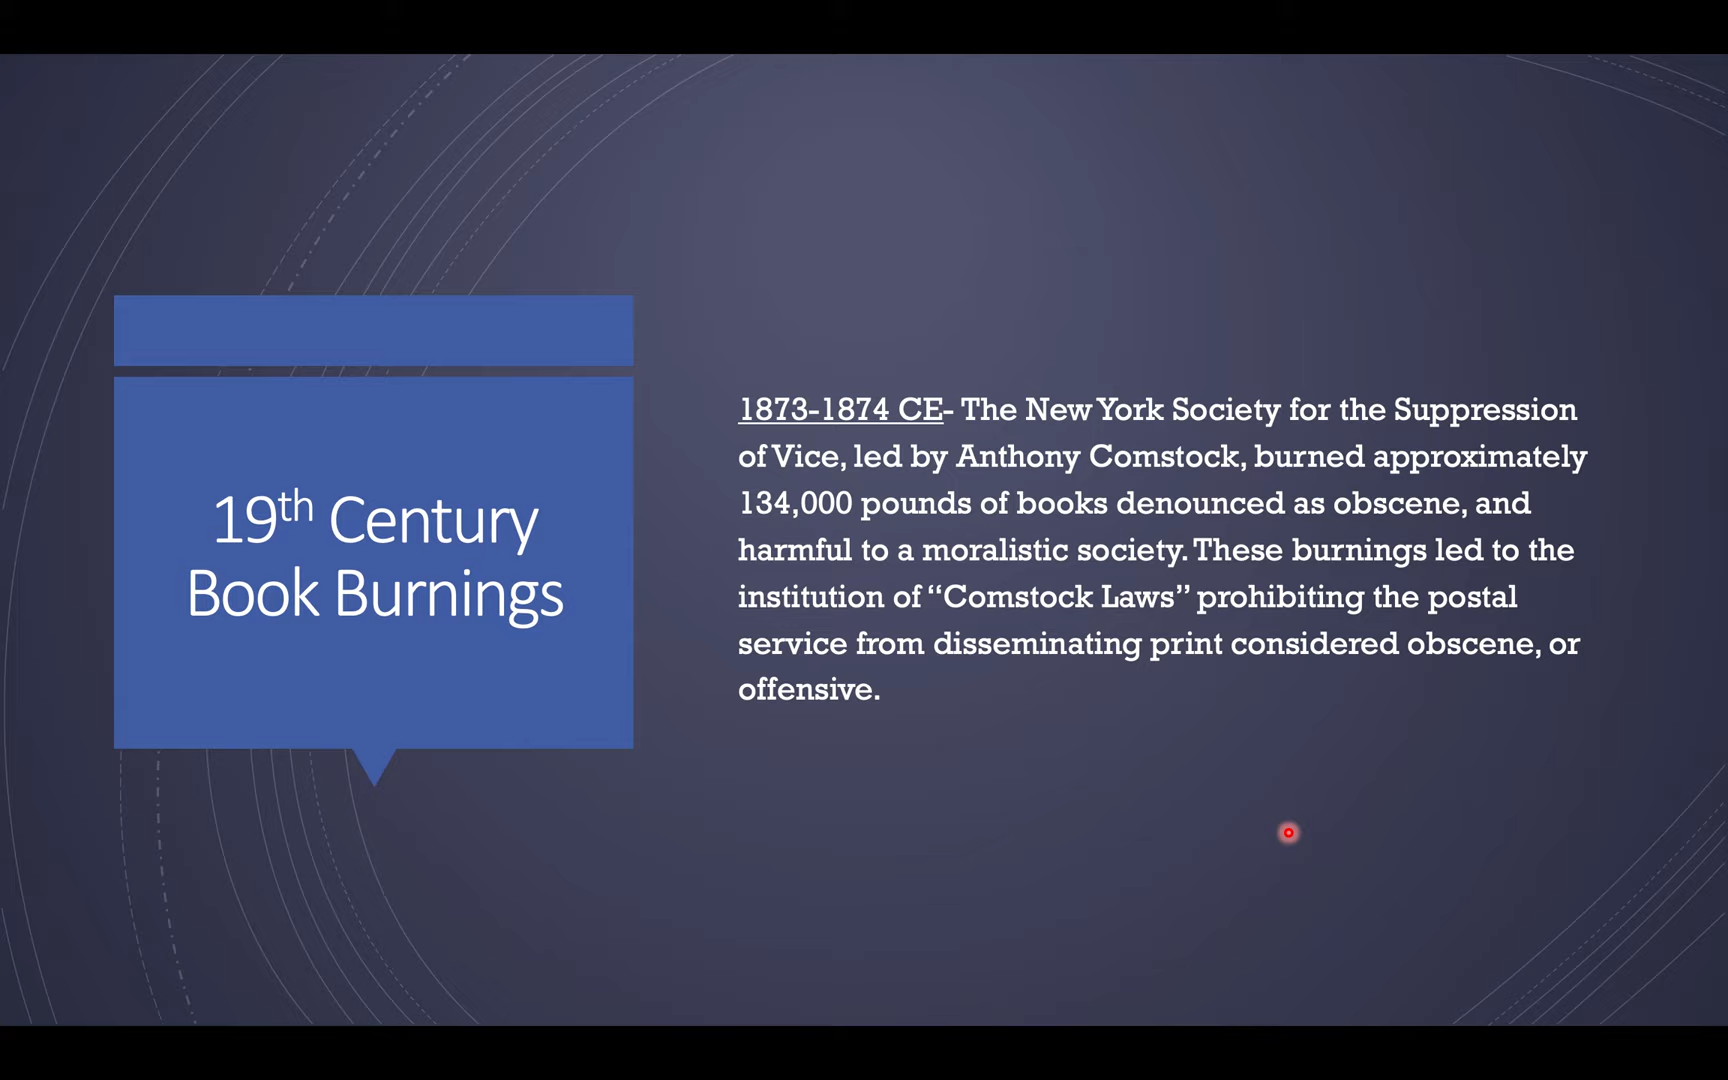 19th Century
Book Burnings
1873-1874 CE- The New York Society for the Suppression
of Vice, led by Anthony Comstock, burned approximately
134,000 pounds of books denounced as obscene, and
harmful to a moralistic society. These burnings led to the
institution of “Comstock Laws” prohibiting the postal
service from disseminating print considered obscene, or
offensive.